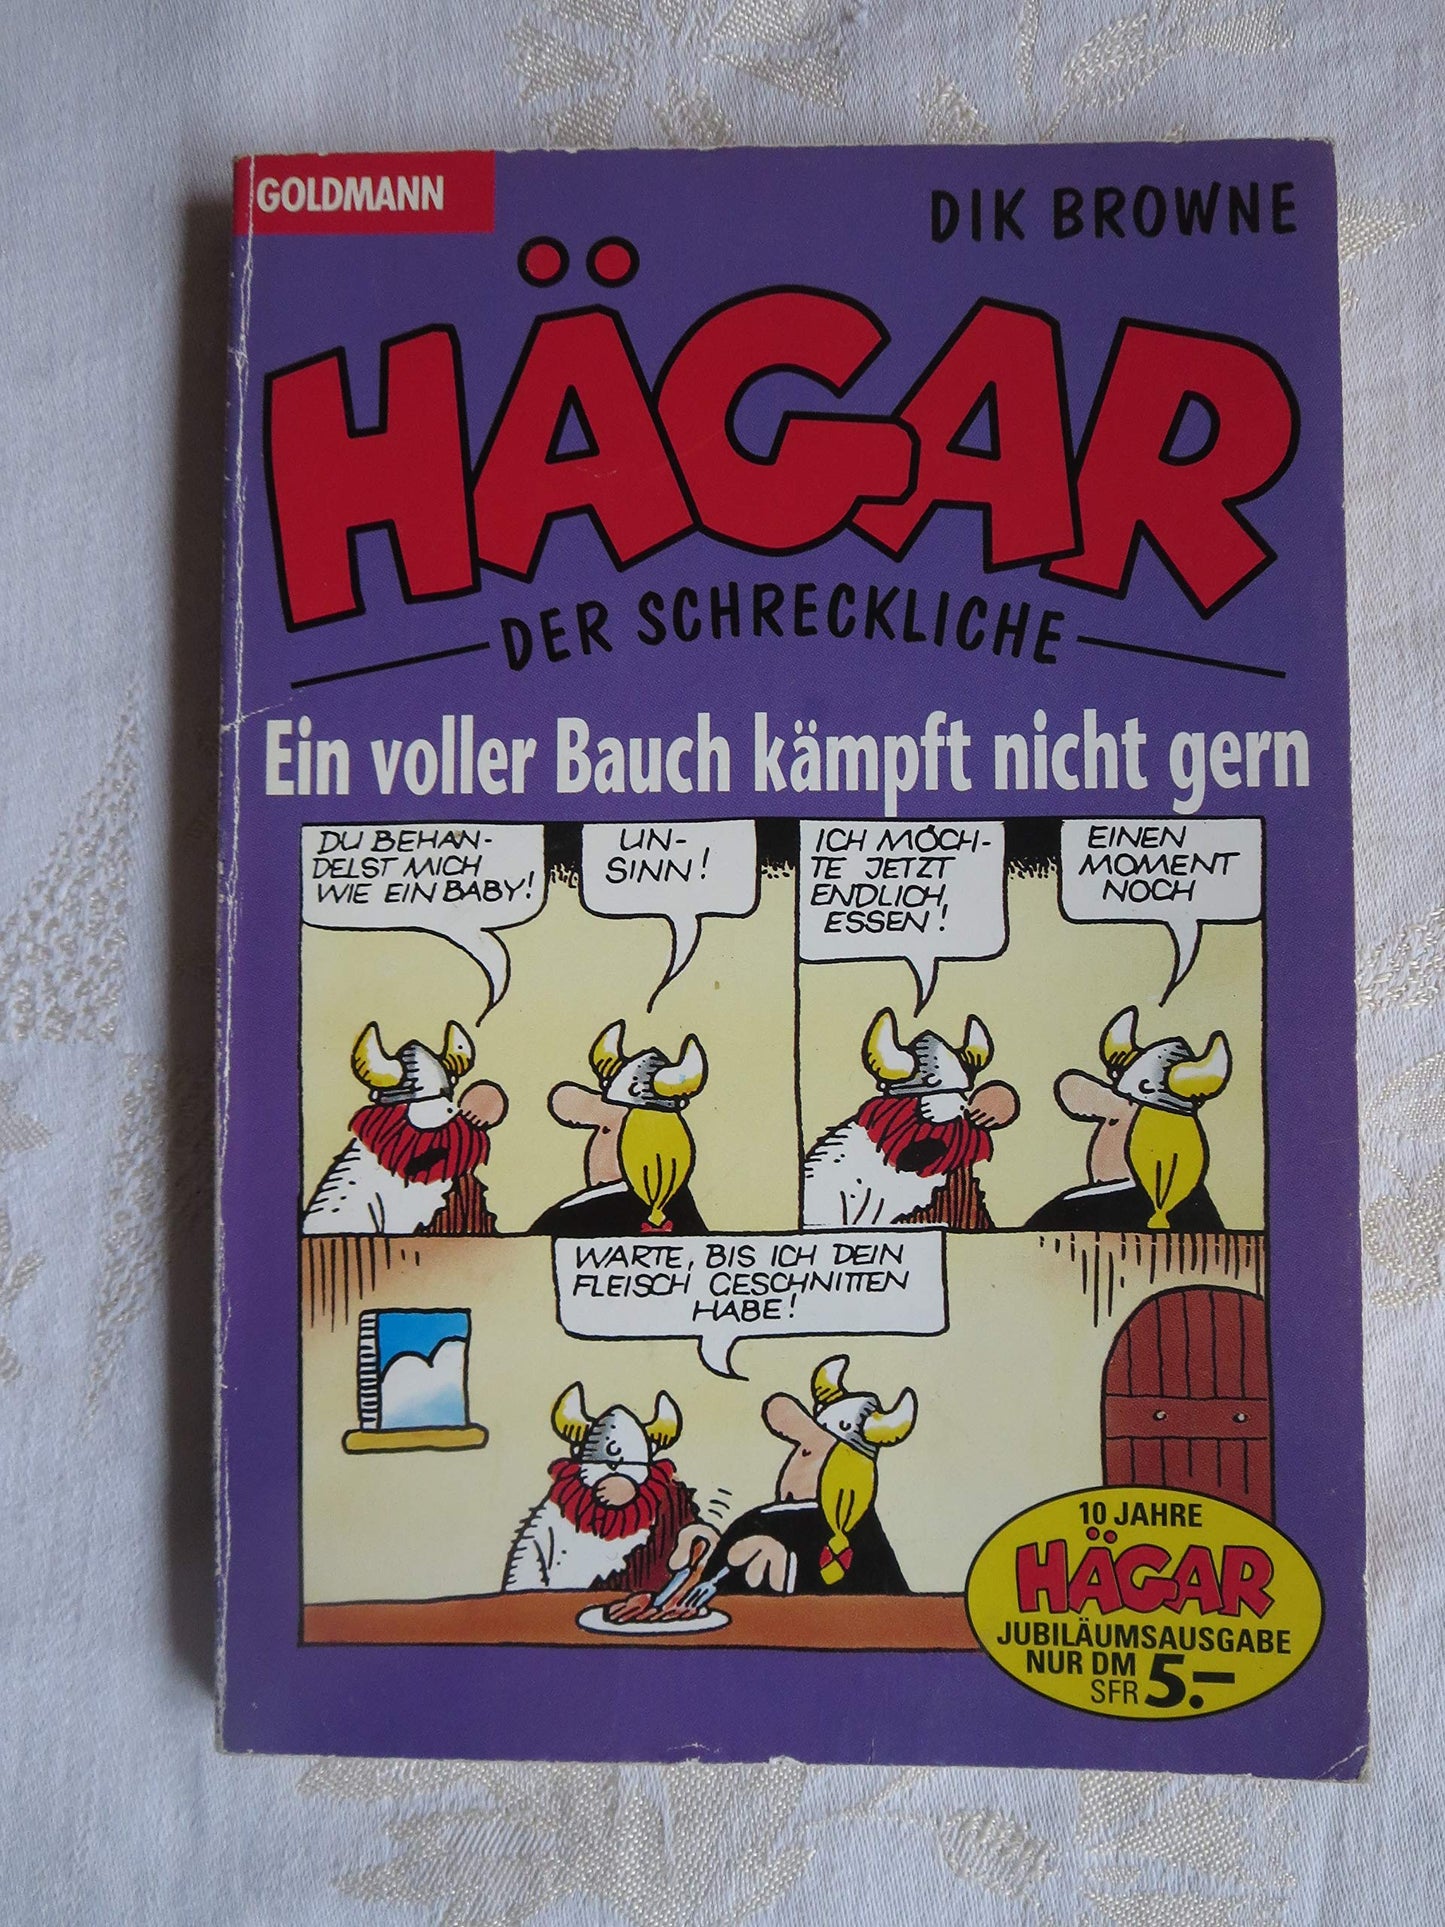 GOLDMANN
DIK BROWNE
HÄGAR
DER SCHRECKLICHE
Ein voller Bauch kämpft nicht gern
DU BEHAN-
DELST MICH
WIE EIN BABY!
UN-
SINN!
ICH MÖCH-
TE JETZT
ENDLICH
ESSEN!
EINEN
MOMENT
NOCH
WARTE, BIS ICH DEIN
FLEISCH GESCHNITTEN
HABE!
10 JAHRE
HÄGAR
JUBILÄUMSAUSGABE
NUR DM 5.–
SFR